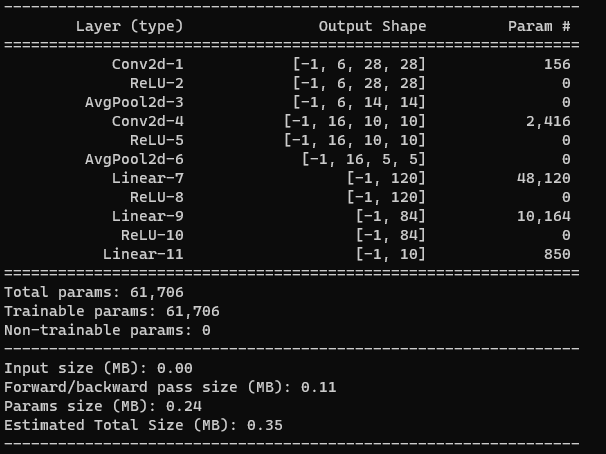 ----------------------------------------------------------------
        Layer (type)               Output Shape         Param #
================================================================
            Conv2d-1            [-1, 6, 28, 28]             156
              ReLU-2            [-1, 6, 28, 28]               0
         AvgPool2d-3            [-1, 6, 14, 14]               0
            Conv2d-4           [-1, 16, 10, 10]           2,416
              ReLU-5           [-1, 16, 10, 10]               0
         AvgPool2d-6             [-1, 16, 5, 5]               0
            Linear-7                  [-1, 120]          48,120
              ReLU-8                  [-1, 120]               0
            Linear-9                   [-1, 84]          10,164
             ReLU-10                   [-1, 84]               0
           Linear-11                   [-1, 10]             850
================================================================
Total params: 61,706
Trainable params: 61,706
Non-trainable params: 0
----------------------------------------------------------------
Input size (MB): 0.00
Forward/backward pass size (MB): 0.11
Params size (MB): 0.24
Estimated Total Size (MB): 0.35
----------------------------------------------------------------